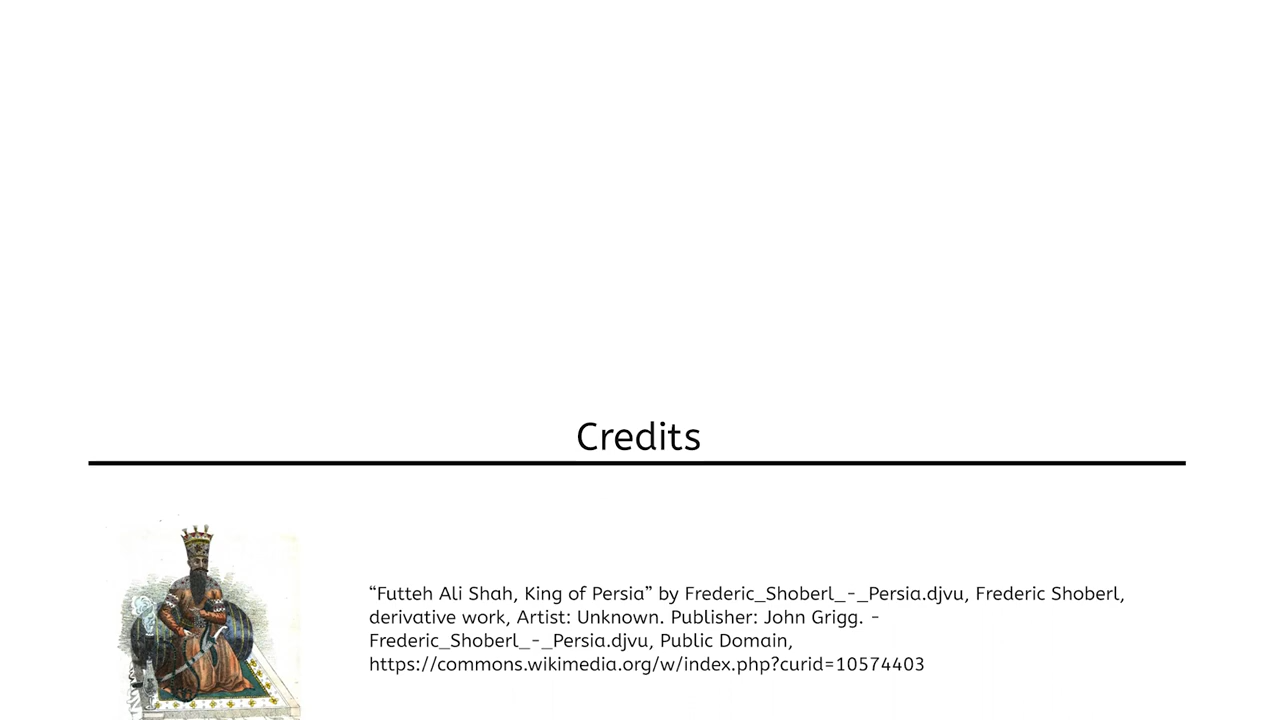 Credits
“Futteh Ali Shah, King of Persia” by Frederic_Shoberl_-_Persia.djvu, Frederic Shoberl,
derivative work, Artist: Unknown. Publisher: John Grigg. -
Frederic_Shoberl_-_Persia.djvu, Public Domain,
https://commons.wikimedia.org/w/index.php?curid=10574403